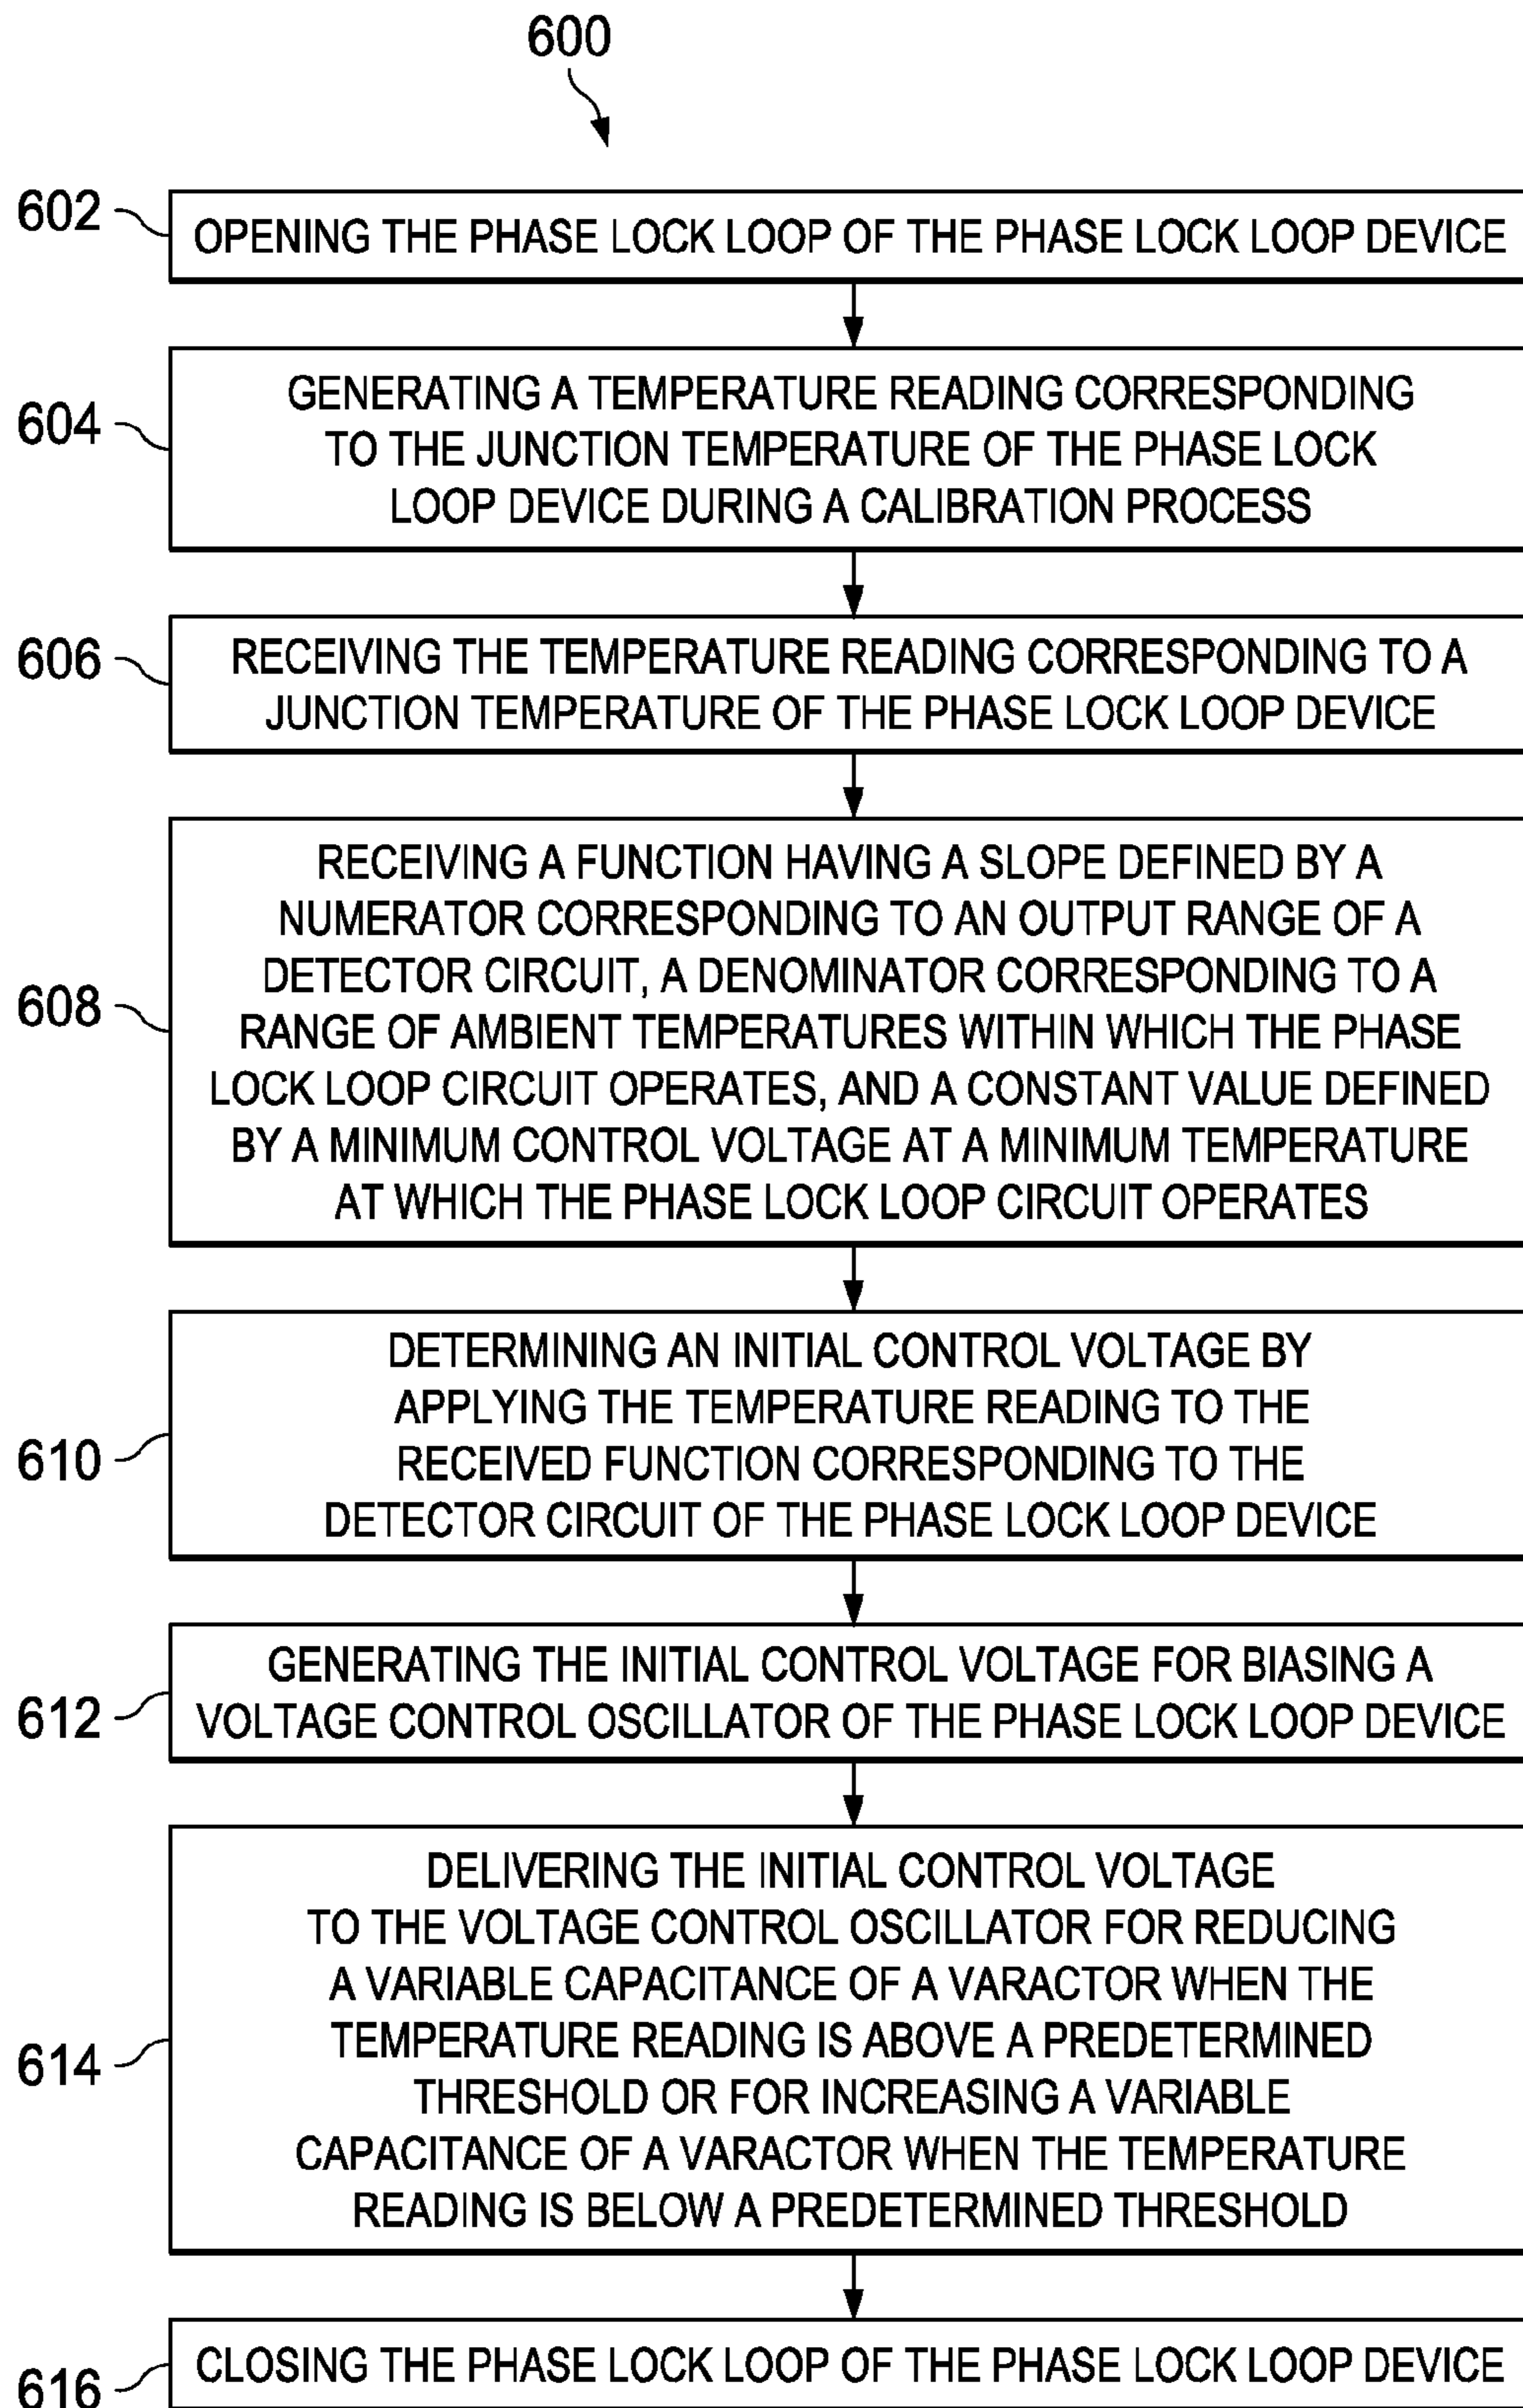 600
602
OPENING THE PHASE LOCK LOOP OF THE PHASE LOCK LOOP DEVICE
604
GENERATING A TEMPERATURE READING CORRESPONDING
TO THE JUNCTION TEMPERATURE OF THE PHASE LOCK
LOOP DEVICE DURING A CALIBRATION PROCESS
606
RECEIVING THE TEMPERATURE READING CORRESPONDING TO A
JUNCTION TEMPERATURE OF THE PHASE LOCK LOOP DEVICE
608
RECEIVING A FUNCTION HAVING A SLOPE DEFINED BY A
NUMERATOR CORRESPONDING TO AN OUTPUT RANGE OF A
DETECTOR CIRCUIT, A DENOMINATOR CORRESPONDING TO A
RANGE OF AMBIENT TEMPERATURES WITHIN WHICH THE PHASE
LOCK LOOP CIRCUIT OPERATES, AND A CONSTANT VALUE DEFINED
BY A MINIMUM CONTROL VOLTAGE AT A MINIMUM TEMPERATURE
AT WHICH THE PHASE LOCK LOOP CIRCUIT OPERATES
610
DETERMINING AN INITIAL CONTROL VOLTAGE BY
APPLYING THE TEMPERATURE READING TO THE
RECEIVED FUNCTION CORRESPONDING TO THE
DETECTOR CIRCUIT OF THE PHASE LOCK LOOP DEVICE
612
GENERATING THE INITIAL CONTROL VOLTAGE FOR BIASING A
VOLTAGE CONTROL OSCILLATOR OF THE PHASE LOCK LOOP DEVICE
614
DELIVERING THE INITIAL CONTROL VOLTAGE
TO THE VOLTAGE CONTROL OSCILLATOR FOR REDUCING
A VARIABLE CAPACITANCE OF A VARACTOR WHEN THE
TEMPERATURE READING IS ABOVE A PREDETERMINED
THRESHOLD OR FOR INCREASING A VARIABLE
CAPACITANCE OF A VARACTOR WHEN THE TEMPERATURE
READING IS BELOW A PREDETERMINED THRESHOLD
616
CLOSING THE PHASE LOCK LOOP OF THE PHASE LOCK LOOP DEVICE